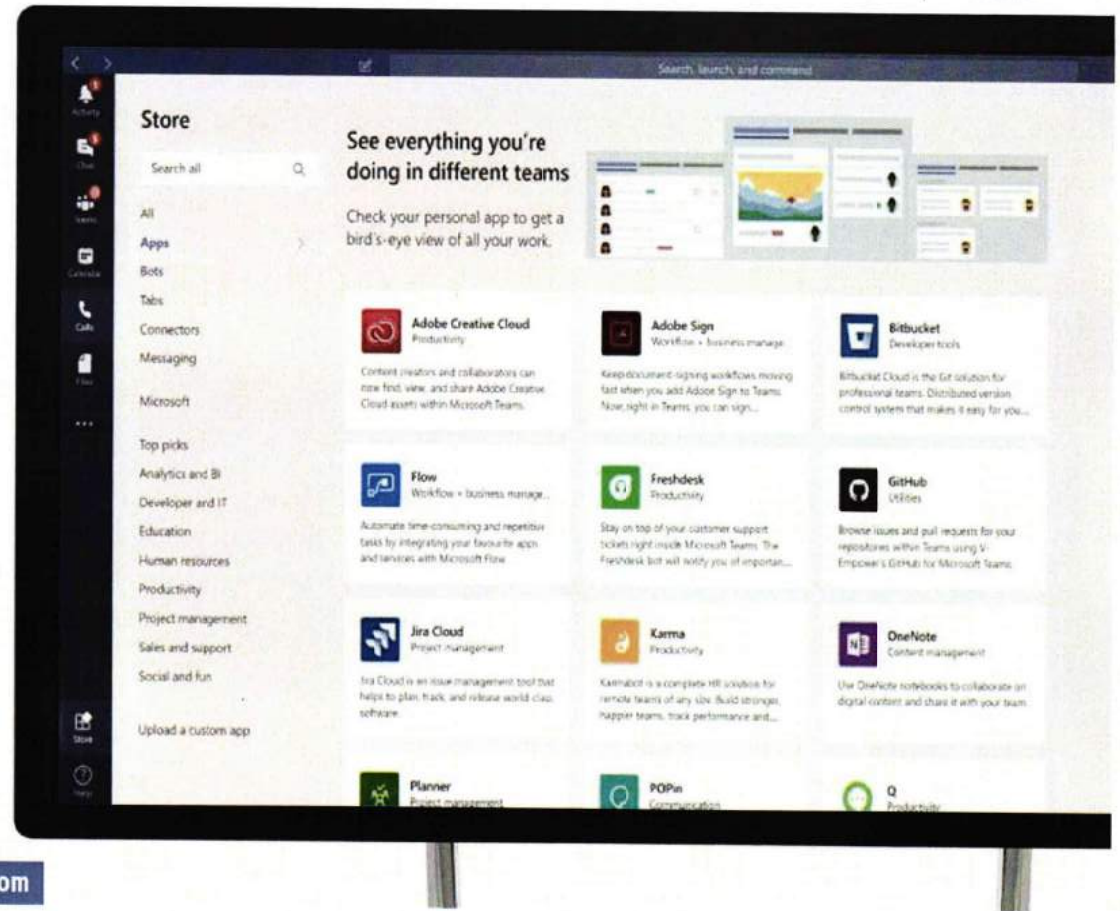 Search, launch, and command
Activity
Chat
Teams
Calendar
Calls
Files
Store
Help
Store
Search all
All
Apps
Bots
Tabs
Connectors
Messaging
Microsoft
Top picks
Analytics and BI
Developer and IT
Education
Human resources
Productivity
Project management
Sales and support
Social and fun
Upload a custom app
See everything you're
doing in different teams
Check your personal app to get a
bird's-eye view of all your work.
Adobe Creative Cloud
Productivity
Content creators and collaborators can
now find, view, and share Adobe Creative
Cloud assets within Microsoft Teams.
Adobe Sign
Workflow + business manage...
Keep document-signing workflows moving
fast when you add Adobe Sign to Teams
Now, right in Teams, you can sign...
Bitbucket
Developer tools
Bitbucket Cloud is the Git solution for
professional teams. Distributed version
control system that makes it easy for you...
Flow
Workflow + business manage...
Automate time-consuming and repetitive
tasks by integrating your favourite apps
and services with Microsoft Flow
Freshdesk
Productivity
Stay on top of your customer support
tickets right inside Microsoft Teams. The
Freshdesk bot will notify you of importan...
GitHub
Utilities
Browse issues and pull requests for your
repositories within Teams using V-
Empower's GitHub for Microsoft Teams
Jira Cloud
Project management
Jira Cloud is an issue management tool that
helps to plan, track, and release world-class
software.
Karma
Productivity
Karmabot is a complete HR solution for
remote teams of any size. Build stronger,
happier teams, track performance and...
OneNote
Content management
Use OneNote notebooks to collaborate on
digital content and share it with your team.
Planner
Project management
POPin
Communication
Q
Productivity
om